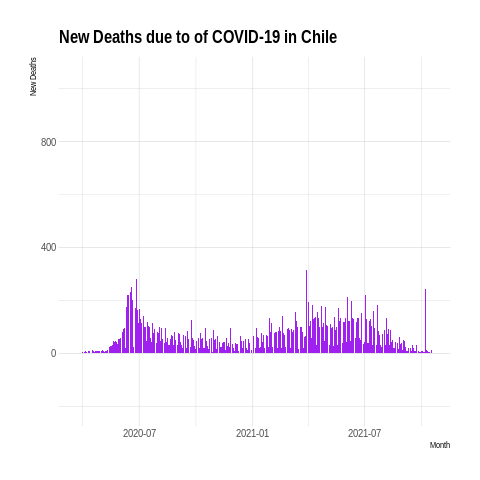 New Deaths due to of COVID-19 in Chile
New Deaths
800
400
0
2020-07
2021-01
2021-07
Month